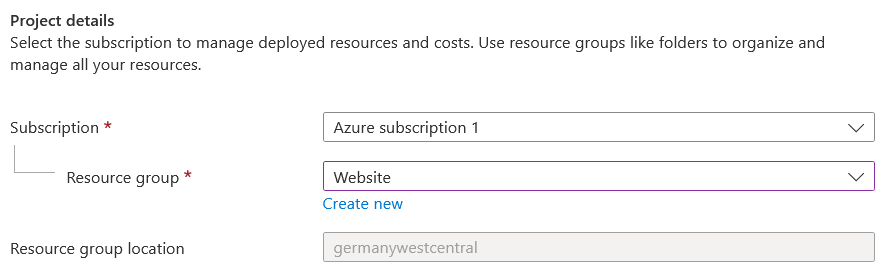 Project details
Select the subscription to manage deployed resources and costs. Use resource groups like folders to organize and
manage all your resources.
Subscription *
Azure subscription 1
Resource group *
Website
Create new
Resource group location
germanywestcentral